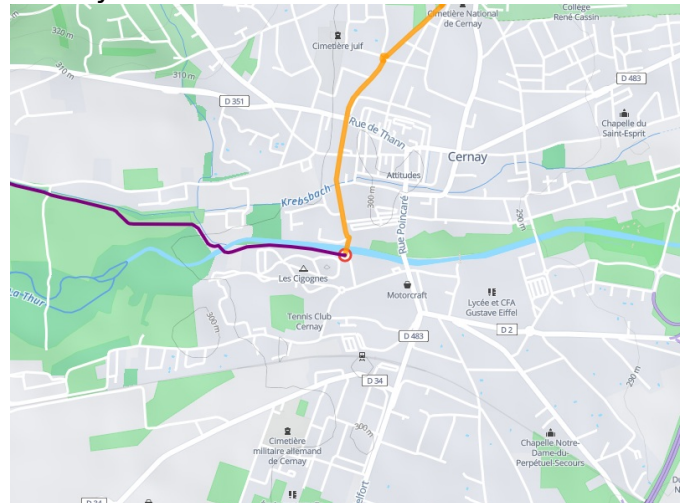 Cimetière National
de Cernay
Collège
René Cassin
Cimetière juif
320 m
310 m
310 m
D 483
D 351
Rue de Thann
Chapelle du
Saint-Esprit
Cernay
Attitudes
Krebsbach
300 m
Rue Poincaré
290 m
La Thur
Les Cigognes
Motorcraft
Lycée et CFA
Gustave Eiffel
300 m
Tennis Club
Cernay
D 2
D 483
D 34
290 m
300 m
Cimetière
militaire allemand
de Cernay
Chapelle Notre-
Dame-du-
Perpétuel-Secours
elfort
D 34